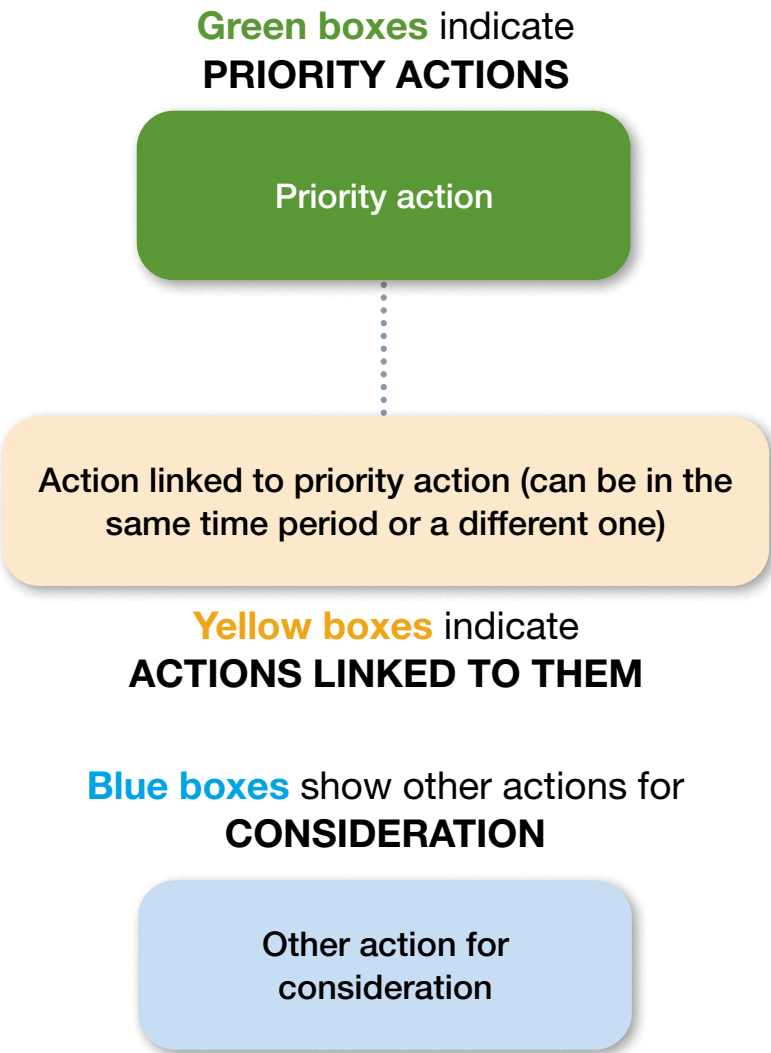 Green boxes indicate
PRIORITY ACTIONS
Priority action
Action linked to priority action (can be in the
same time period or a different one)
Yellow boxes indicate
ACTIONS LINKED TO THEM
Blue boxes show other actions for
CONSIDERATION
Other action for
consideration